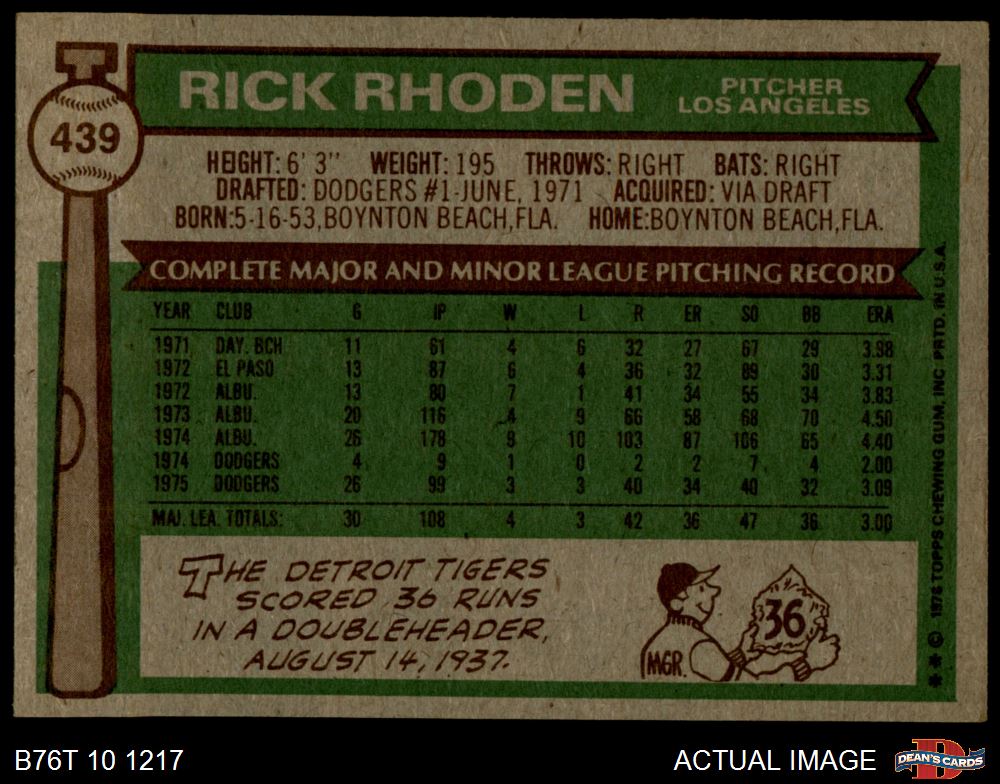 RICK RHODEN
PITCHER
LOS ANGELES
439
HEIGHT: 6' 3" WEIGHT: 195 THROWS: RIGHT BATS: RIGHT
DRAFTED: DODGERS #1-JUNE, 1971 ACQUIRED: VIA DRAFT
BORN: 5-16-53, BOYNTON BEACH, FLA. HOME: BOYNTON BEACH, FLA.
COMPLETE MAJOR AND MINOR LEAGUE PITCHING RECORD
YEAR CLUB G IP W L R ER SO BB ERA
1971 DAY. BCH 11 61 4 6 32 27 67 29 3.98
1972 EL PASO 13 87 6 4 36 32 89 30 3.31
1972 ALBU. 13 80 7 1 41 34 55 34 3.83
1973 ALBU. 20 116 4 9 66 58 68 70 4.50
1974 ALBU. 26 178 9 10 103 87 106 65 4.40
1974 DODGERS 4 9 1 0 2 2 7 4 2.00
1975 DODGERS 26 99 3 3 40 34 40 32 3.09
MAJ. LEA. TOTALS: 30 108 4 3 42 36 47 36 3.00
THE DETROIT TIGERS
SCORED 36 RUNS
IN A DOUBLEHEADER,
AUGUST 14, 1937.
36
MGR.
** © 1976 TOPPS CHEWING GUM, INC PRTD. IN U.S.A.
B76T 10 1217
ACTUAL IMAGE
D
DEAN'S CARDS